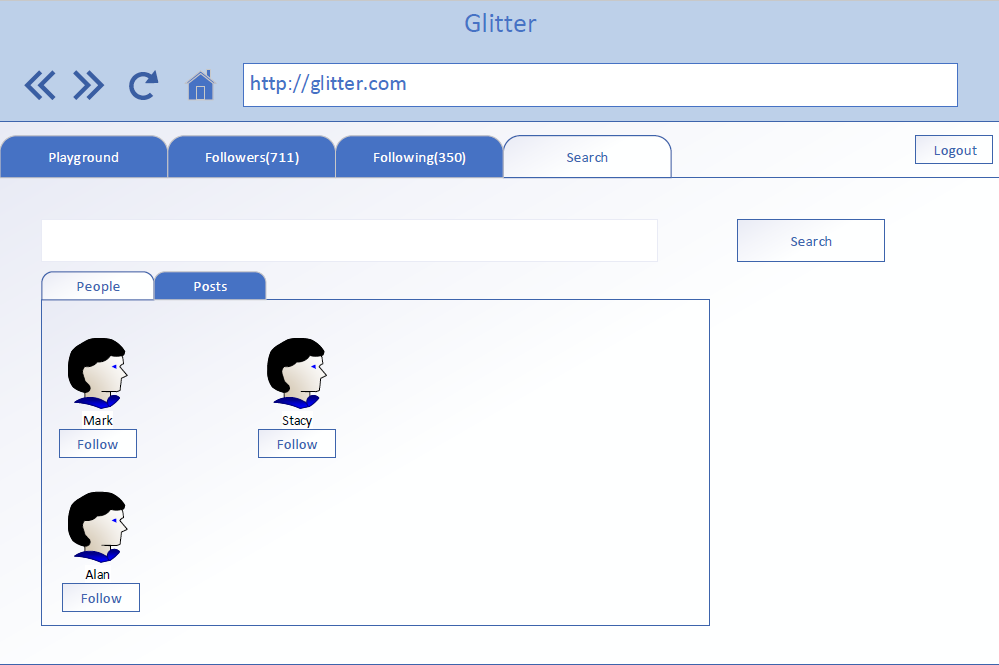 Glitter
http://glitter.com
Playground Followers(711) Following(350) Search Logout
Search
People Posts
Mark Stacy
Follow Follow
Alan
Follow